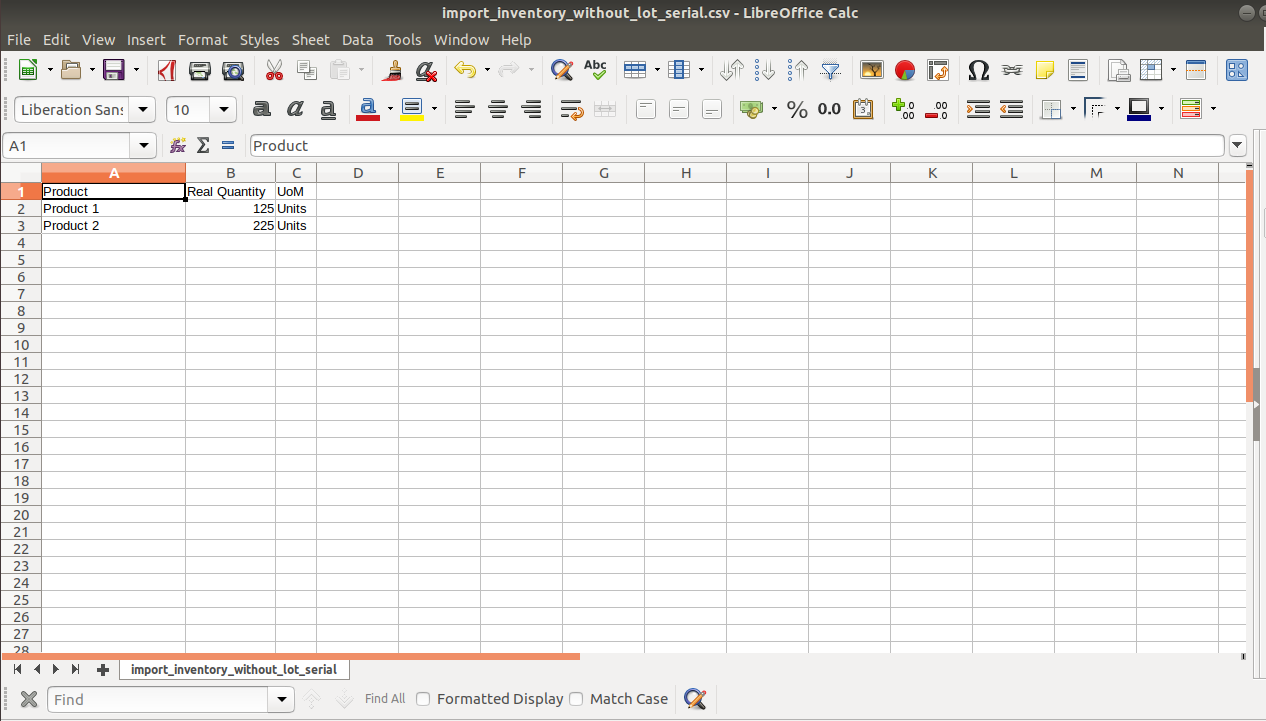 import_inventory_without_lot_serial.csv - LibreOffice Calc
File Edit View Insert Format Styles Sheet Data Tools Window Help
Abc
Liberation Sans 10 a a a a % 0.0 .00 .00
A1 Σ = Product
A B C D E F G H I J K L M N
1 Product Real Quantity UoM
2 Product 1 125 Units
3 Product 2 225 Units
4
5
6
7
8
9
10
11
12
13
14
15
16
17
18
19
20
21
22
23
24
25
26
27
28
import_inventory_without_lot_serial
Find Find All Formatted Display Match Case